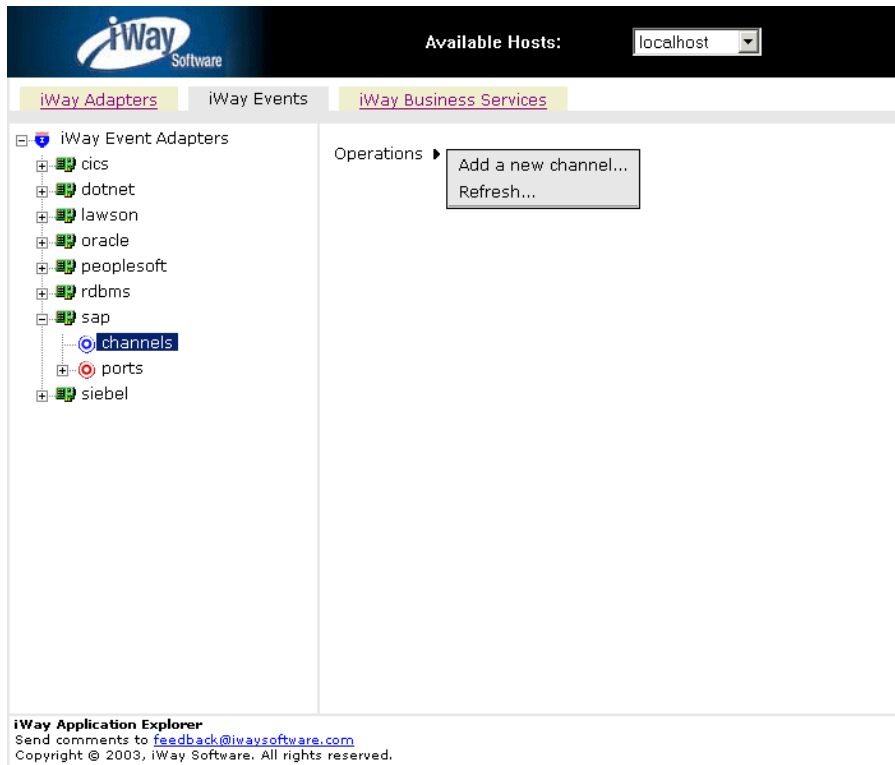 iWay
Software
Available Hosts:
localhost
iWay Adapters
iWay Events
iWay Business Services
iWay Event Adapters
cics
dotnet
lawson
oracle
peoplesoft
rdbms
sap
channels
ports
siebel
Operations
Add a new channel...
Refresh...
iWay Application Explorer
Send comments to feedback@iwaysoftware.com
Copyright © 2003, iWay Software. All rights reserved.